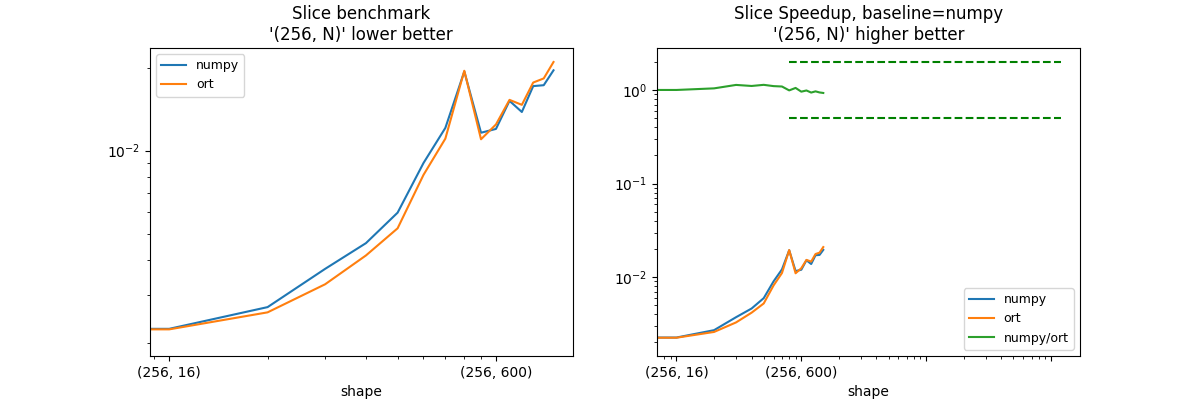 Slice benchmark
'(256, N)' lower better
numpy
ort
10⁻²
(256, 16)
(256, 600)
shape
Slice Speedup, baseline=numpy
'(256, N)' higher better
10⁰
10⁻¹
10⁻²
numpy
ort
numpy/ort
(256, 16)
(256, 600)
shape